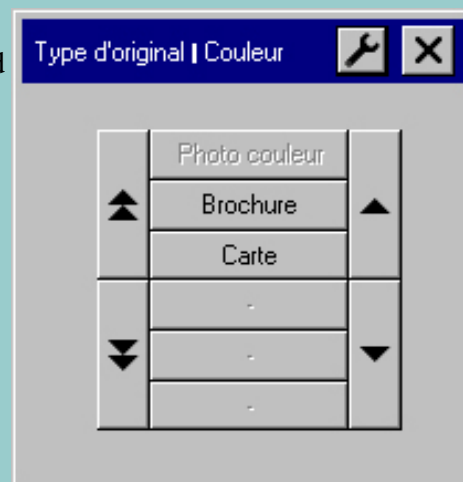 d
Type d'original | Couleur
Photo couleur
Brochure
Carte
-
-
-